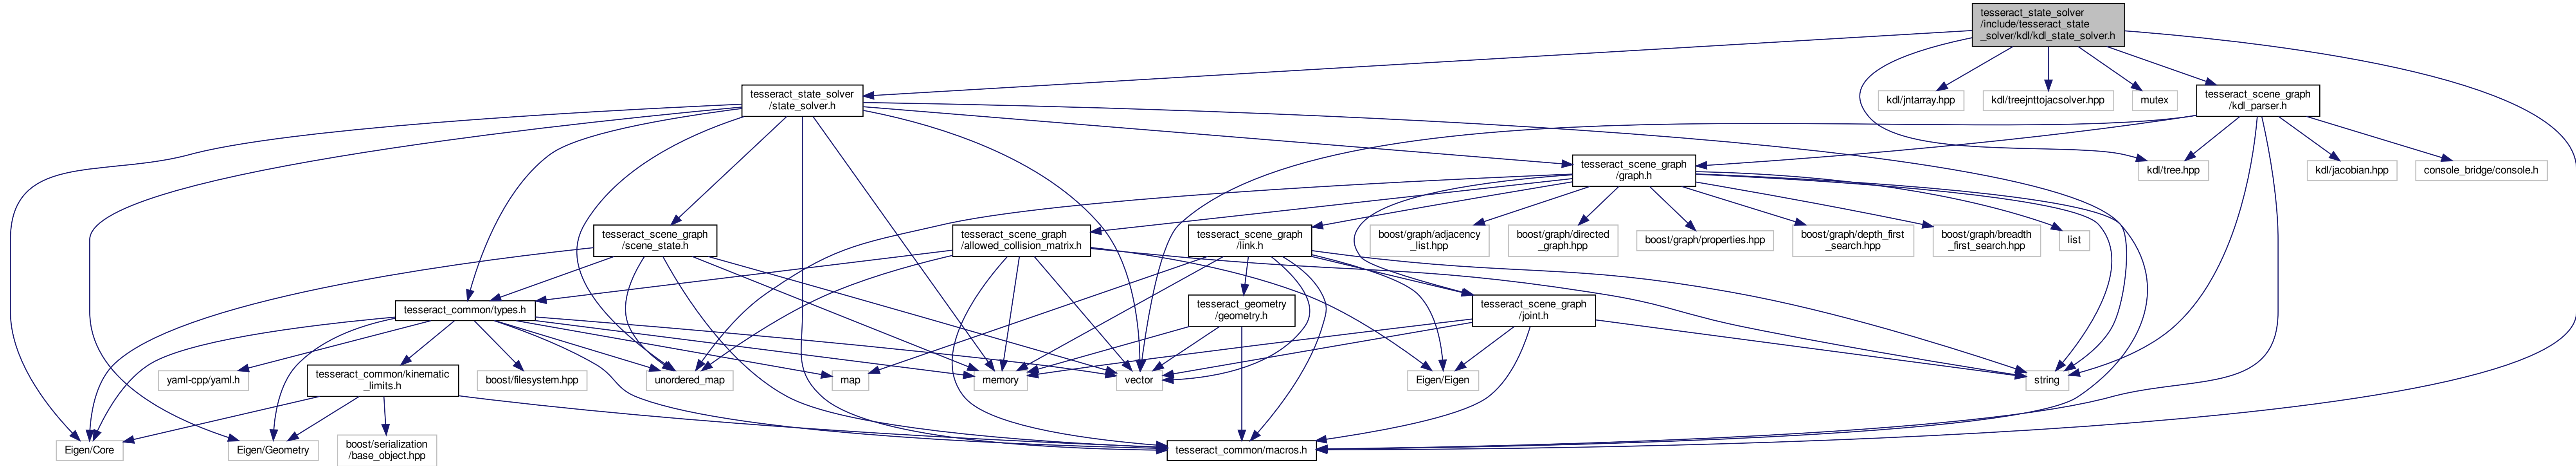 tesseract_state_solver
/include/tesseract_state
_solver/kdl/kdl_state_solver.h
tesseract_state_solver
/state_solver.h
kdl/jntarray.hpp
kdl/treejnttojacsolver.hpp
mutex
tesseract_scene_graph
/kdl_parser.h
tesseract_scene_graph
/graph.h
kdl/tree.hpp
kdl/jacobian.hpp
console_bridge/console.h
tesseract_scene_graph
/scene_state.h
tesseract_scene_graph
/allowed_collision_matrix.h
tesseract_scene_graph
/link.h
boost/graph/adjacency
_list.hpp
boost/graph/directed
_graph.hpp
boost/graph/properties.hpp
boost/graph/depth_first
_search.hpp
boost/graph/breadth
_first_search.hpp
list
tesseract_common/types.h
tesseract_geometry
/geometry.h
tesseract_scene_graph
/joint.h
yaml-cpp/yaml.h
tesseract_common/kinematic
_limits.h
boost/filesystem.hpp
unordered_map
map
memory
vector
Eigen/Eigen
string
Eigen/Core
Eigen/Geometry
boost/serialization
/base_object.hpp
tesseract_common/macros.h